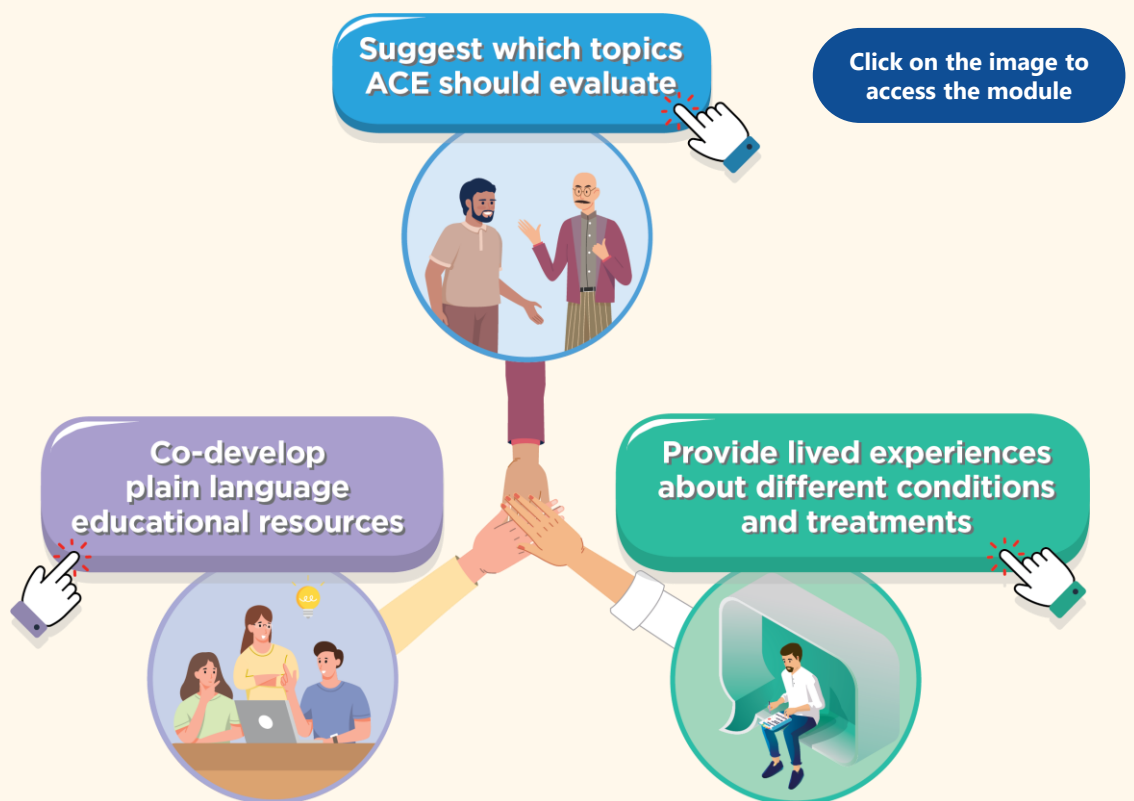 Suggest which topics
ACE should evaluate
Click on the image to
access the module
Co-develop
plain language
educational resources
Provide lived experiences
about different conditions
and treatments